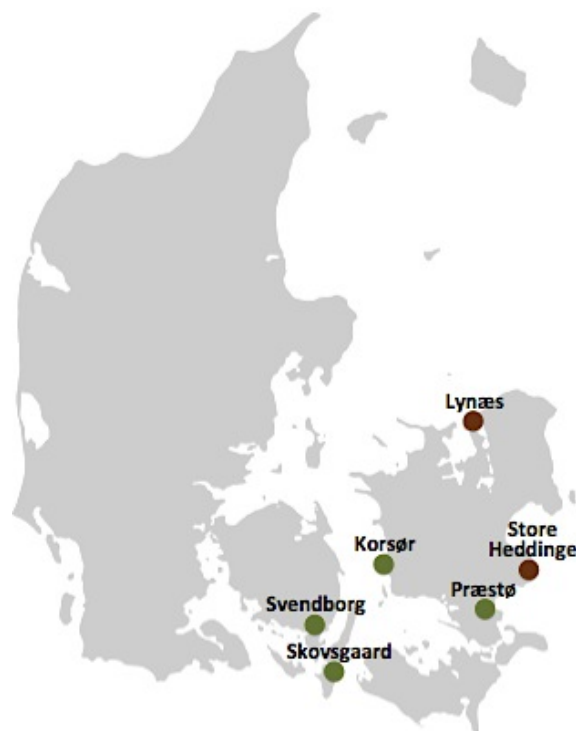 Lynæs
Store
Heddinge
Korsør
Præstø
Svendborg
Skovsgaard